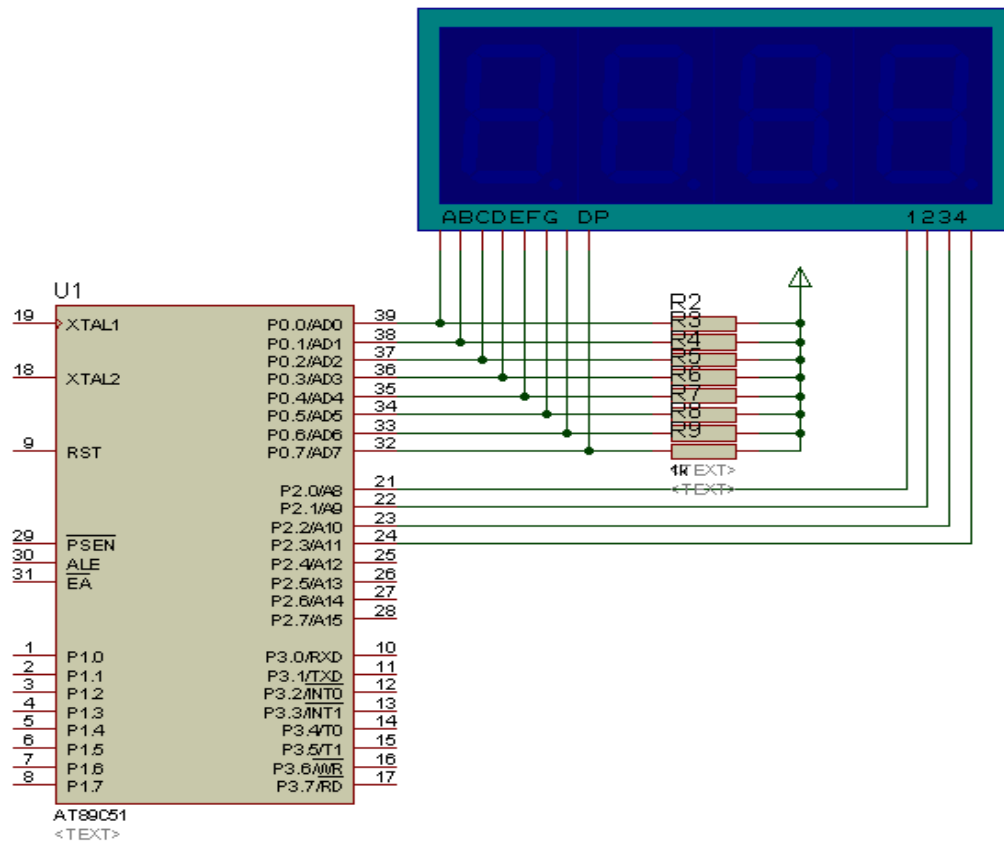 ABCDEFG DP 1234
U1
19 XTAL1
18 XTAL2
9 RST
29 PSEN
30 ALE
31 EA
1 P1.0
2 P1.1
3 P1.2
4 P1.3
5 P1.4
6 P1.5
7 P1.6
8 P1.7
P0.0/AD0 39
P0.1/AD1 38
P0.2/AD2 37
P0.3/AD3 36
P0.4/AD4 35
P0.5/AD5 34
P0.6/AD6 33
P0.7/AD7 32
P2.0/A8 21
P2.1/A9 22
P2.2/A10 23
P2.3/A11 24
P2.4/A12 25
P2.5/A13 26
P2.6/A14 27
P2.7/A15 28
P3.0/RXD 10
P3.1/TXD 11
P3.2/INT0 12
P3.3/INT1 13
P3.4/T0 14
P3.5/T1 15
P3.6/WR 16
P3.7/RD 17
AT89C51
<TEXT>
R2
R3
R4
R5
R6
R7
R8
R9
<TEXT>